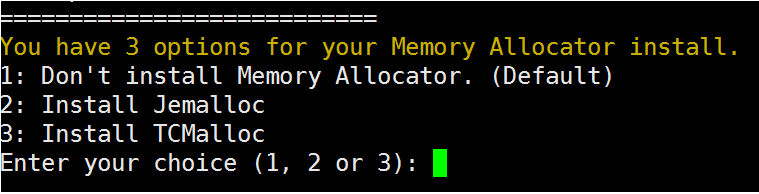 ===========================
You have 3 options for your Memory Allocator install.
1: Don't install Memory Allocator. (Default)
2: Install Jemalloc
3: Install TCMalloc
Enter your choice (1, 2 or 3):